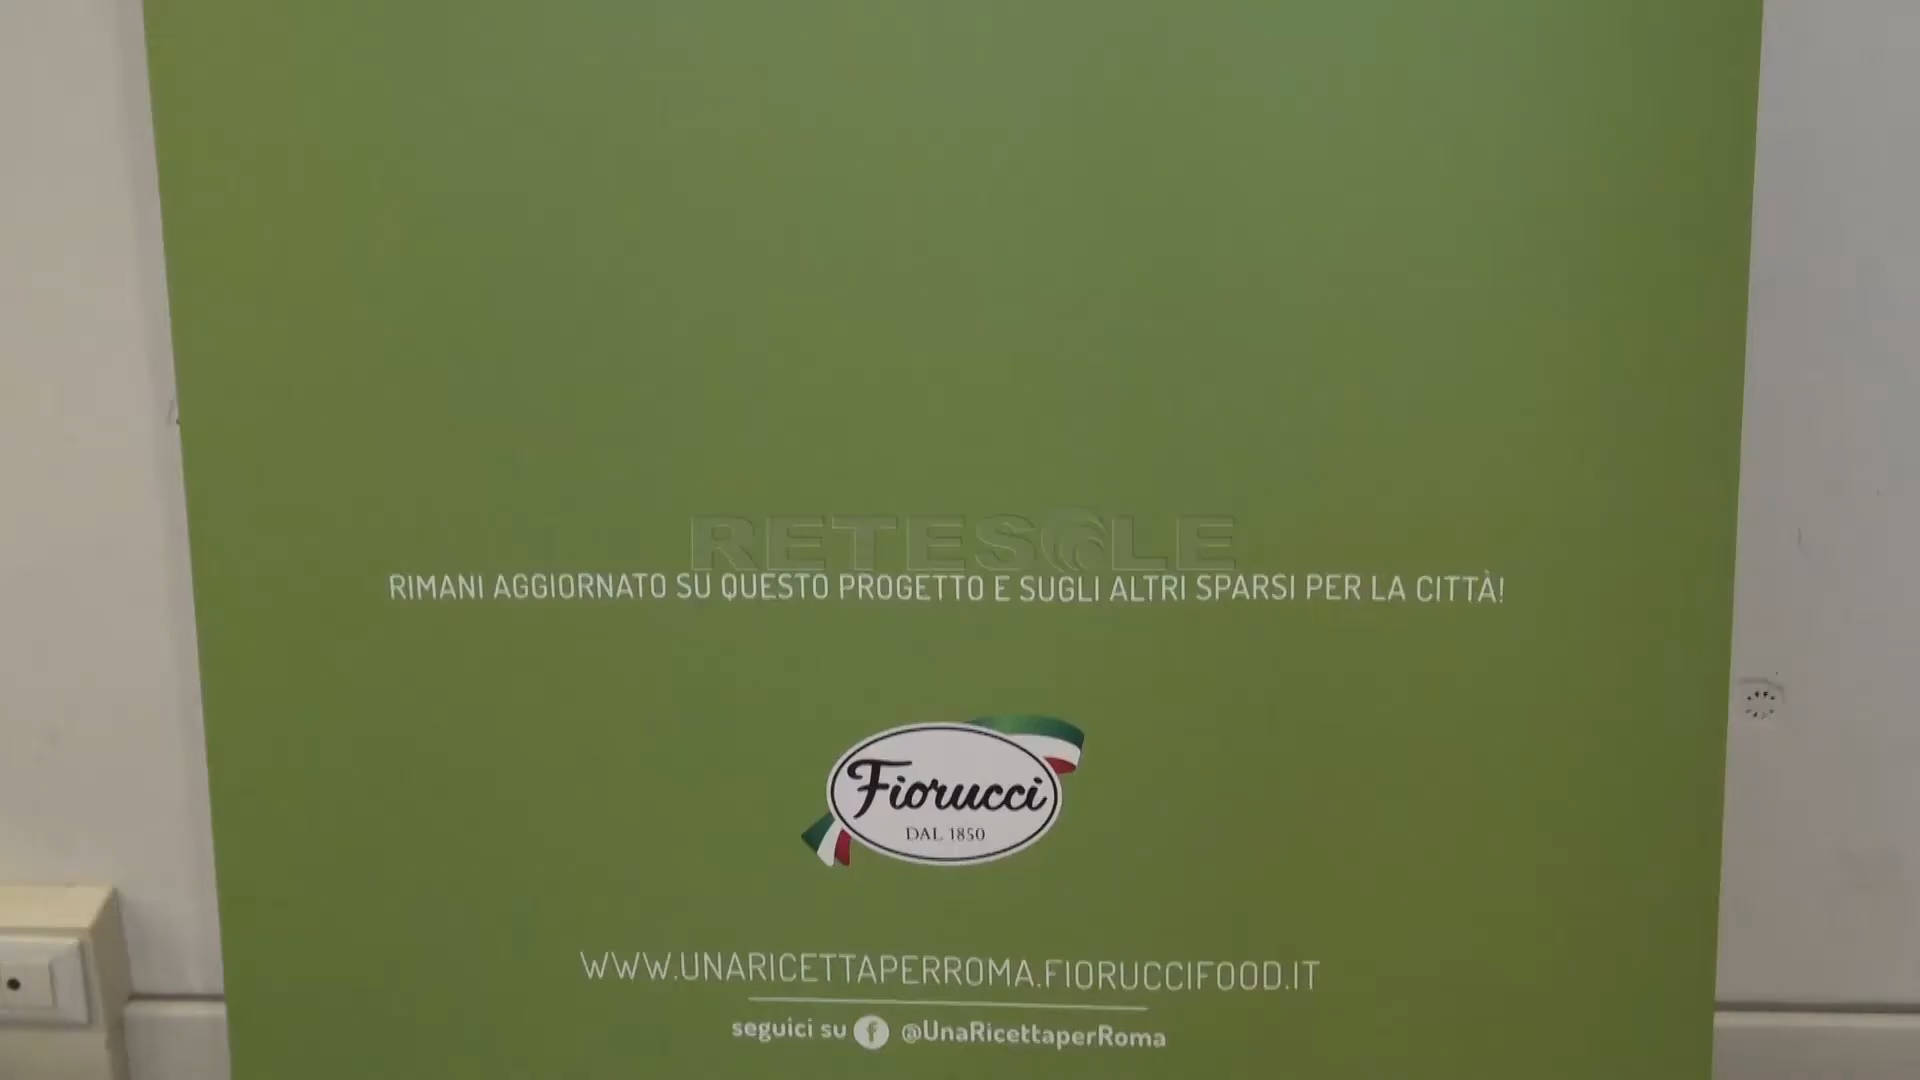 RETESOLE
RIMANI AGGIORNATO SU QUESTO PROGETTO E SUGLI ALTRI SPARSI PER LA CITTÀ!
Fiorucci
DAL 1850
WWW.UNARICETTAPERROMA.FIORUCCIFOOD.IT
seguici su f @UnaRicettaperRoma